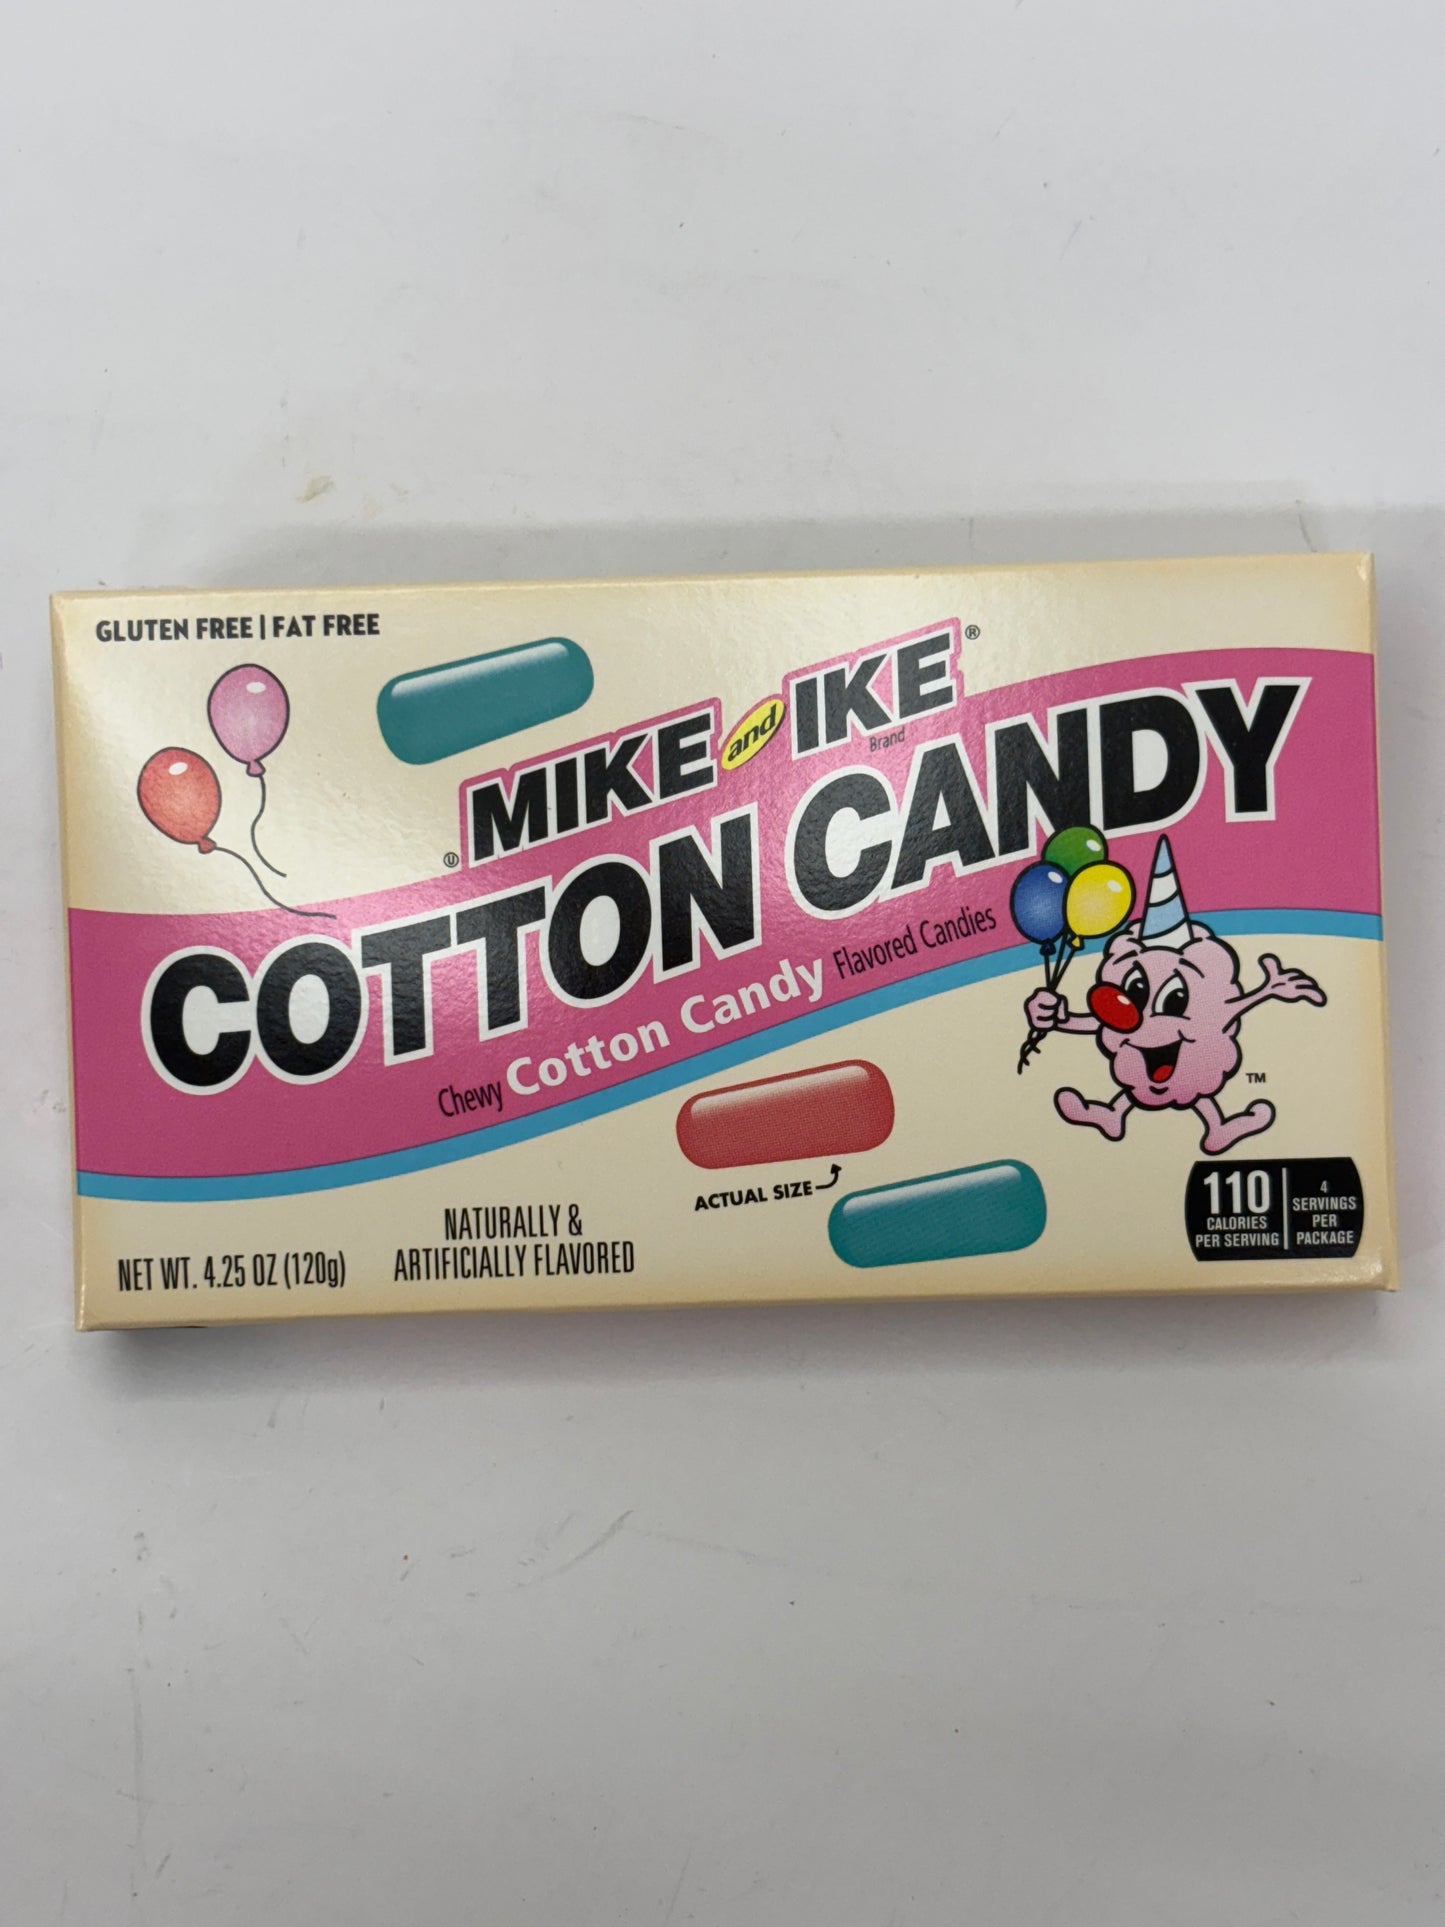 GLUTEN FREE | FAT FREE
MIKE and IKE®
Brand
Ⓤ
COTTON CANDY
Chewy Cotton Candy Flavored Candies
TM
ACTUAL SIZE
NATURALLY &
ARTIFICIALLY FLAVORED
NET WT. 4.25 OZ (120g)
110
CALORIES
PER SERVING
4
SERVINGS
PER
PACKAGE